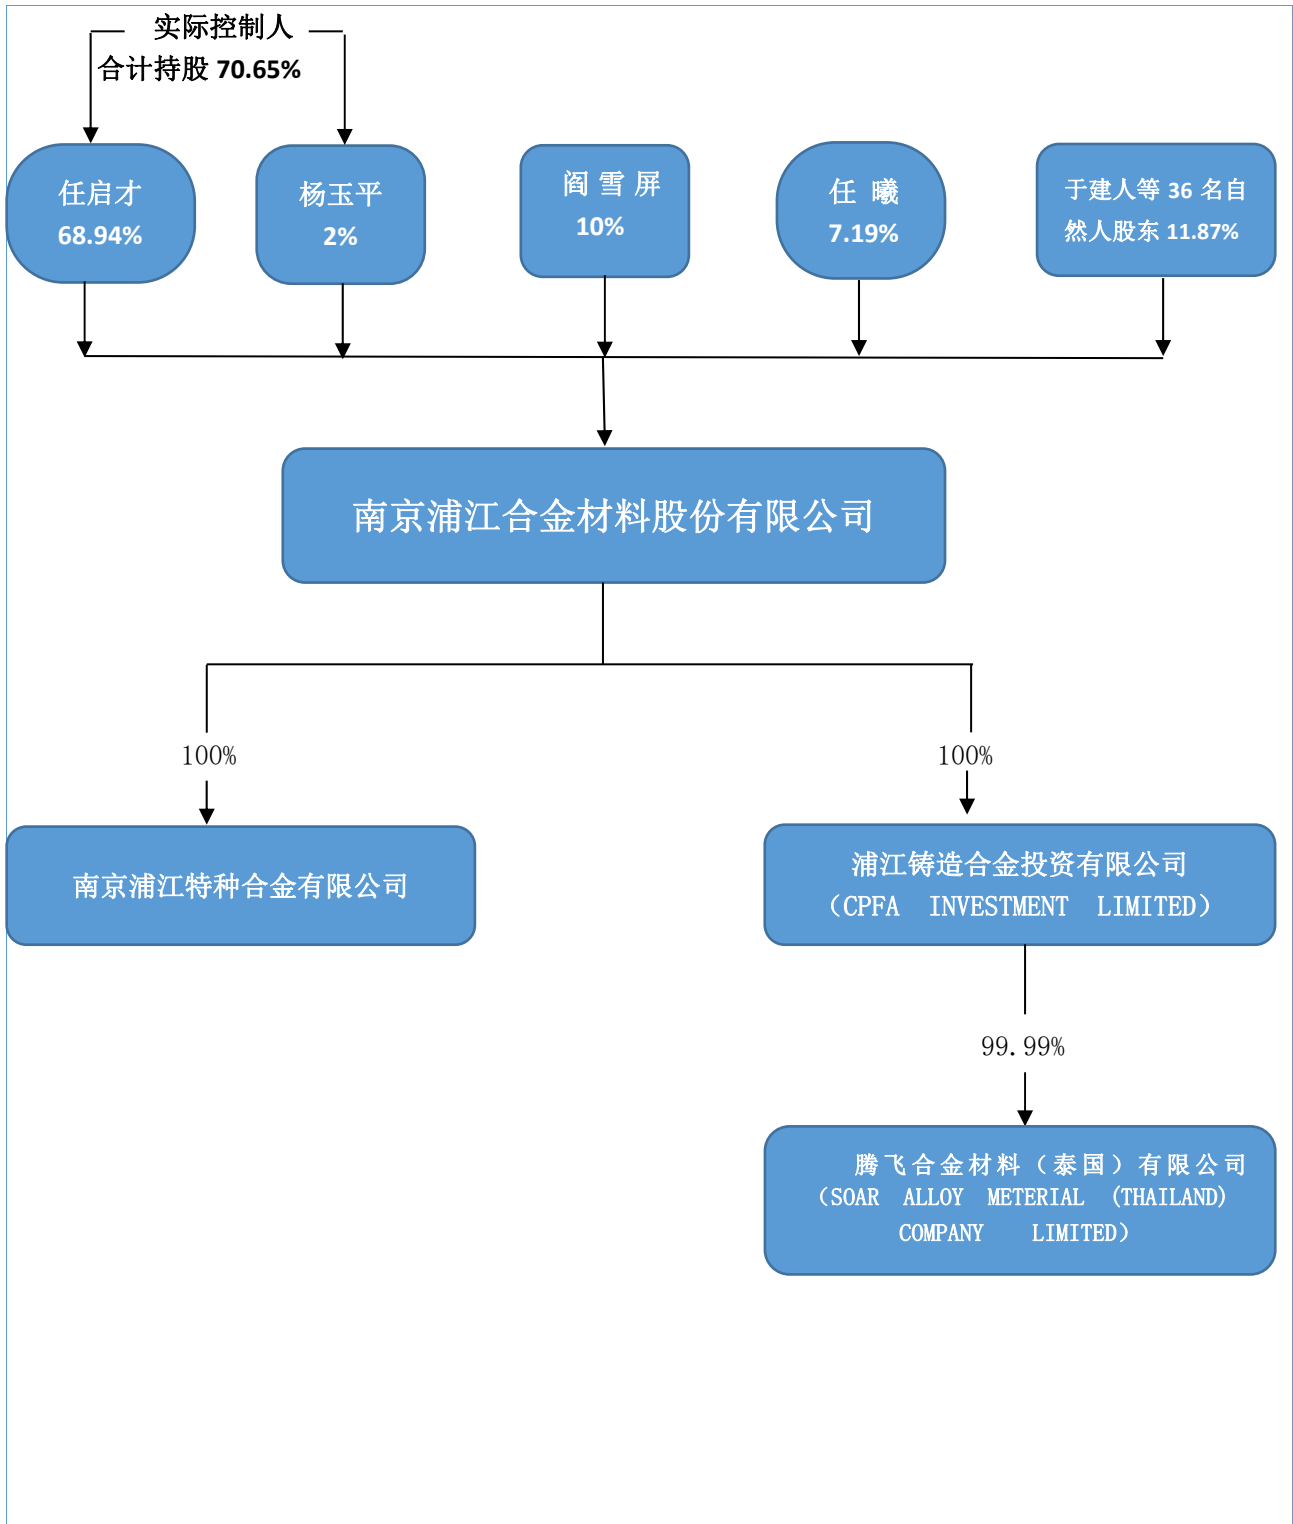 实际控制人
合计持股 70.65%
任启才
68.94%
杨玉平
2%
阎 雪 屏
10%
任 曦
7.19%
于建人等 36 名自
然人股东 11.87%
南京浦江合金材料股份有限公司
100%
100%
南京浦江特种合金有限公司
浦江铸造合金投资有限公司
（CPFA INVESTMENT LIMITED）
99.99%
腾飞合金材料（泰国）有限公司
（SOAR ALLOY METERIAL (THAILAND)
COMPANY LIMITED）